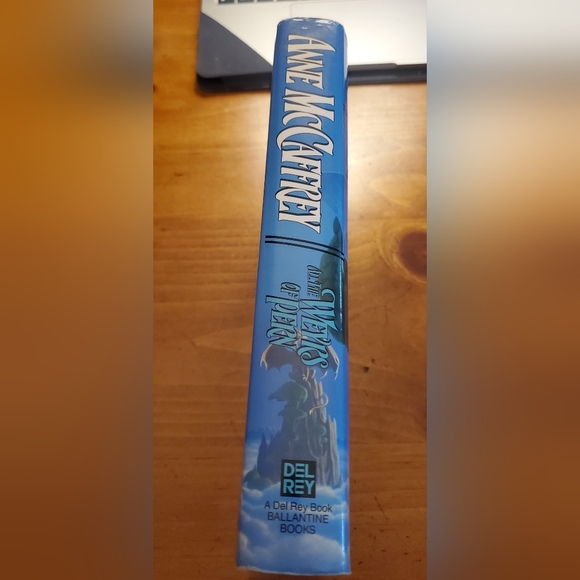 ANNE MCCAFFREY
ALL THE WEYRS
OF PERN
DEL
REY
A Del Rey Book
BALLANTINE
BOOKS